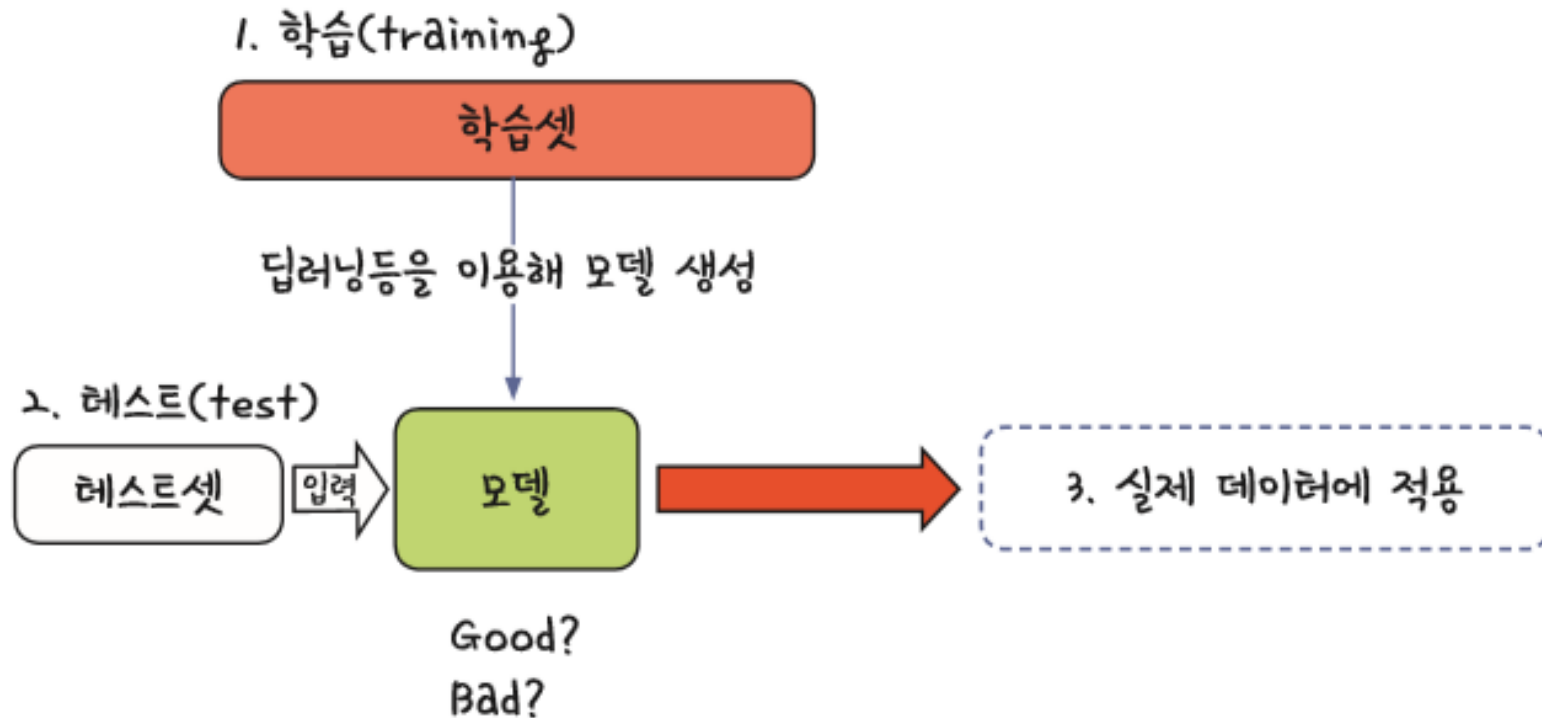 1. 학습(training)
학습셋
딥러닝등을 이용해 모델 생성
2. 테스트(test)
테스트셋
입력
모델
3. 실제 데이터에 적용
Good?
Bad?